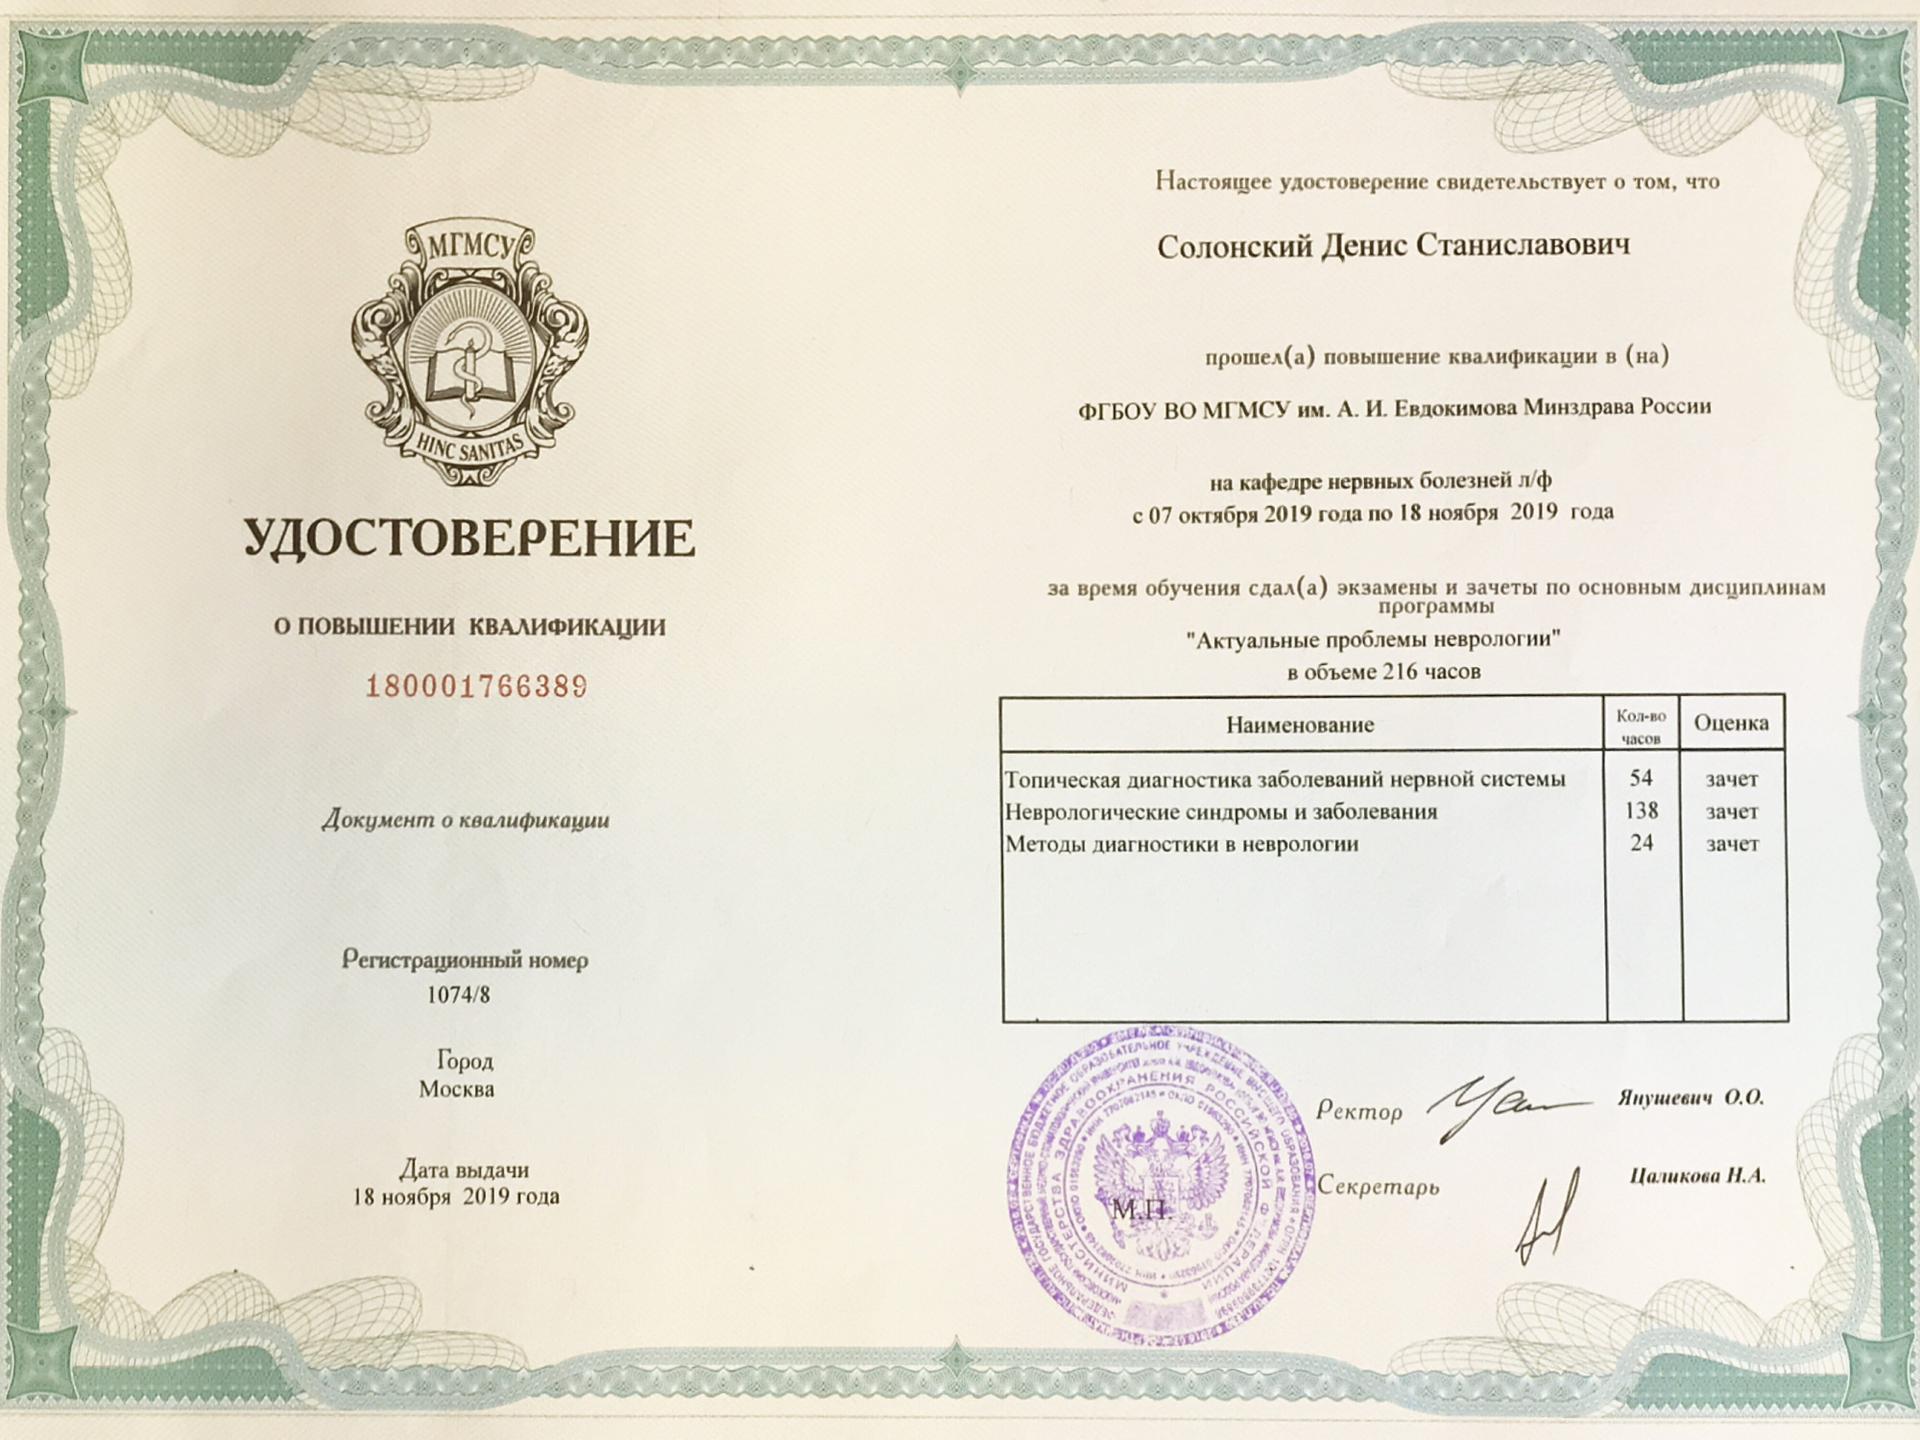 МГМСУ
HINC SANITAS
УДОСТОВЕРЕНИЕ
О ПОВЫШЕНИИ КВАЛИФИКАЦИИ
180001766389
Документ о квалификации
Регистрационный номер
1074/8
Город
Москва
Дата выдачи
18 ноября 2019 года
Настоящее удостоверение свидетельствует о том, что
Солонский Денис Станиславович
прошел(а) повышение квалификации в (на)
ФГБОУ ВО МГМСУ им. А. И. Евдокимова Минздрава России
на кафедре нервных болезней л/ф
с 07 октября 2019 года по 18 ноября 2019 года
за время обучения сдал(а) экзамены и зачеты по основным дисциплинам
программы
"Актуальные проблемы неврологии"
в объеме 216 часов
Наименование Кол-во часов Оценка
Топическая диагностика заболеваний нервной системы 54 зачет
Неврологические синдромы и заболевания 138 зачет
Методы диагностики в неврологии 24 зачет
МИНИСТЕРСТВА ЗДРАВООХРАНЕНИЯ РОССИЙСКОЙ ФЕДЕРАЦИИ
М.П.
Ректор Янушевич О.О.
Секретарь Цаликова Н.А.